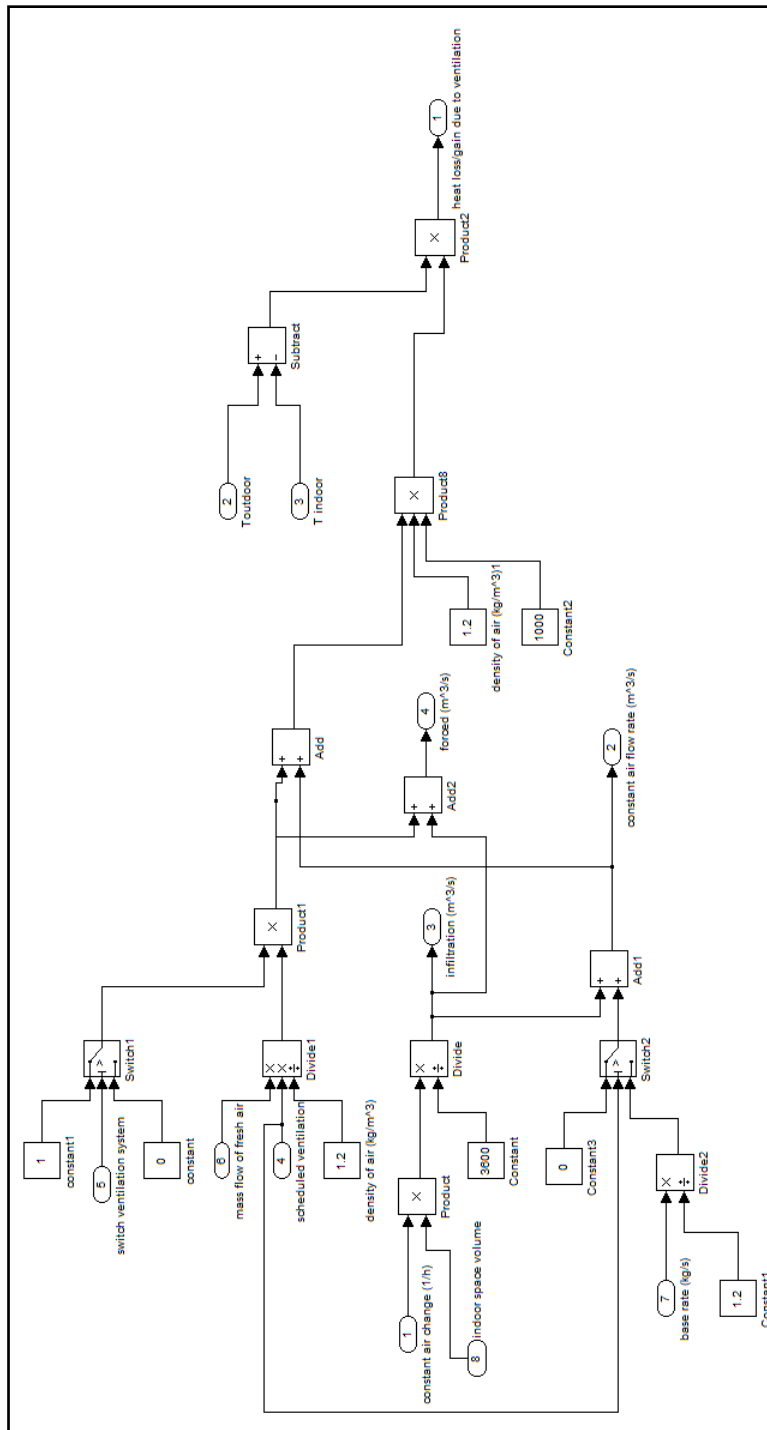 1
constant1
5
switch ventilation system
0
constant
>
Switch1
6
mass flow of fresh air
4
scheduled ventilation
1.2
density of air (kg/m^3)
×
×
÷
Divide1
×
Product1
1
constant air change (1/h)
8
indoor space volume
×
Product
3600
Constant
×
÷
Divide
3
infiltration (m^3/s)
0
Constant3
7
base rate (kg/s)
1.2
Constant1
×
÷
Divide2
>
Switch2
+
+
Add1
2
constant air flow rate (m^3/s)
+
+
Add2
4
forced (m^3/s)
+
+
Add
1.2
density of air (kg/m^3)1
1000
Constant2
×
Product8
2
Toutdoor
3
T indoor
+
−
Subtract
×
Product2
1
heat loss/gain due to ventilation